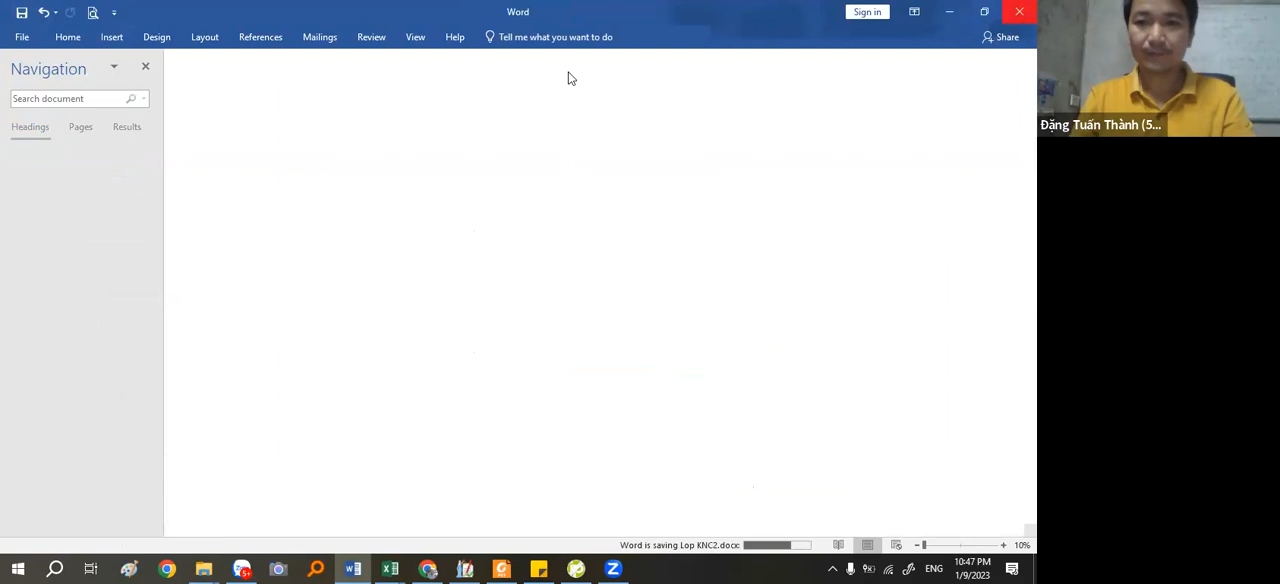 Word
Sign in
File Home Insert Design Layout References Mailings Review View Help Tell me what you want to do Share
Navigation
Search document
Headings Pages Results
Đặng Tuấn Thành (5...
Word is saving Lop KNC2.docx:
10%
5+
ENG
10:47 PM
1/9/2023